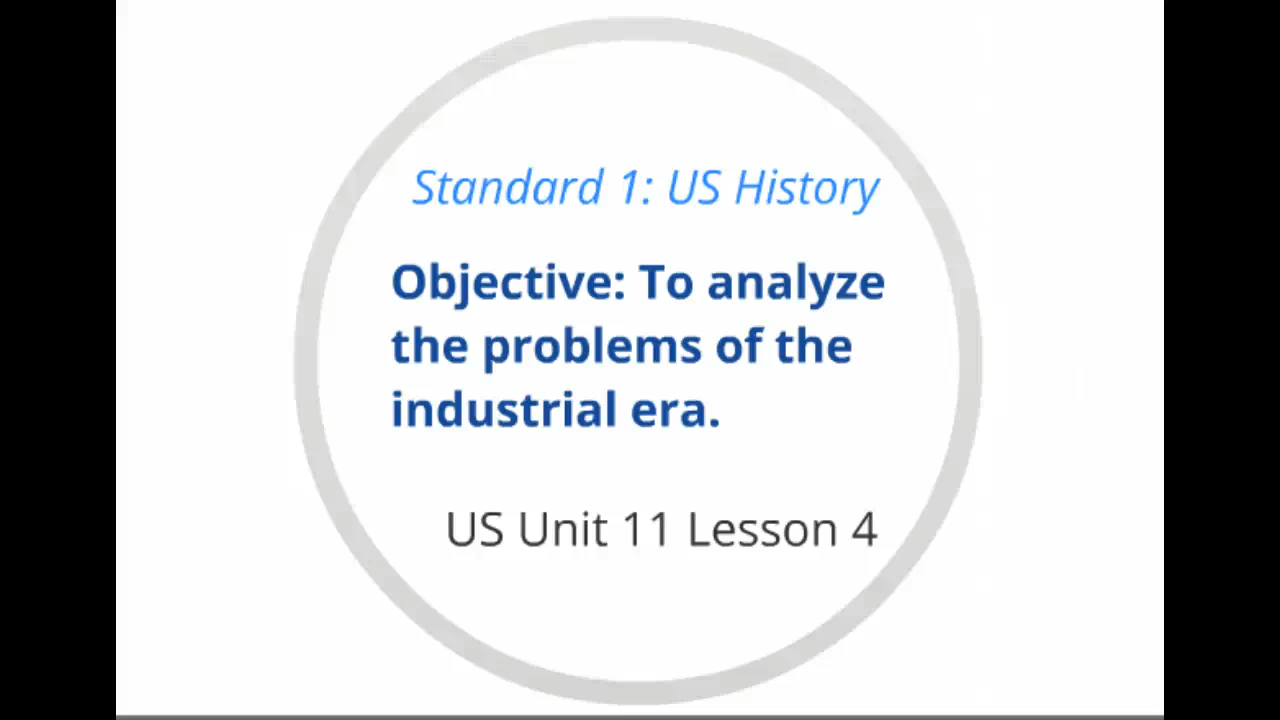 Standard 1: US History
Objective: To analyze
the problems of the
industrial era.
US Unit 11 Lesson 4